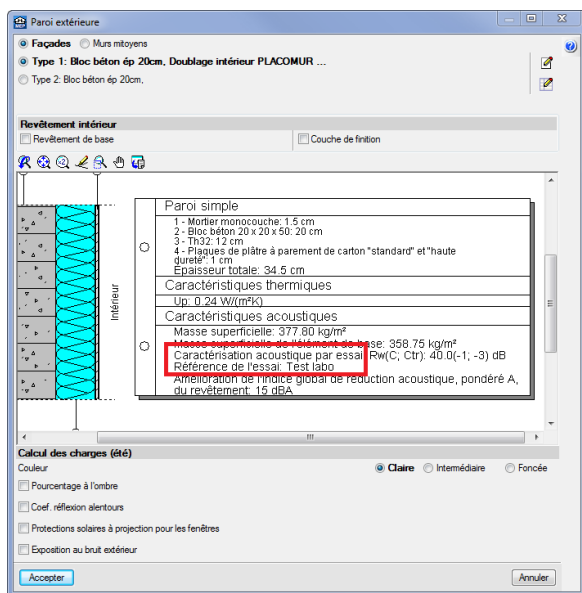 Paroi extérieure
Façades Murs mitoyens
Type 1: Bloc béton ép 20cm, Doublage intérieur PLACOMUR ...
Type 2: Bloc béton ép 20cm,
Revêtement intérieur
Revêtement de base Couche de finition
Intérieur
Paroi simple
1 - Mortier monocouche: 1.5 cm
2 - Bloc béton 20 x 20 x 50: 20 cm
3 - Th32: 12 cm
4 - Plaques de plâtre à parement de carton "standard" et "haute
dureté": 1 cm
Épaisseur totale: 34.5 cm
Caractéristiques thermiques
Up: 0.24 W/(m²K)
Caractéristiques acoustiques
Masse superficielle: 377.80 kg/m²
Masse superficielle de l'élément de base: 358.75 kg/m²
Caractérisation acoustique par essai, Rw(C; Ctr): 40.0(-1; -3) dB
Référence de l'essai: Test labo
Amélioration de l'indice global de réduction acoustique, pondéré A,
du revêtement: 15 dBA
Calcul des charges (été)
Couleur Claire Intermédiaire Foncée
Pourcentage à l'ombre
Coef. réflexion alentours
Protections solaires à projection pour les fenêtres
Exposition au bruit extérieur
Accepter Annuler